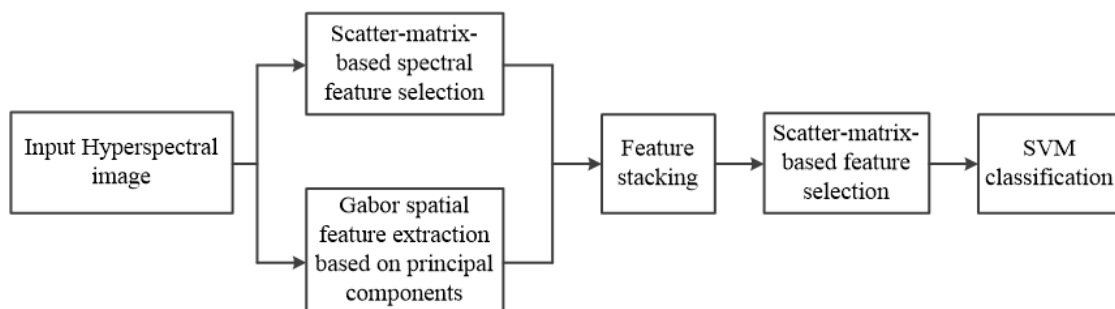 Input Hyperspectral
image
Scatter-matrix-
based spectral
feature selection
Gabor spatial
feature extraction
based on principal
components
Feature
stacking
Scatter-matrix-
based feature
selection
SVM
classification